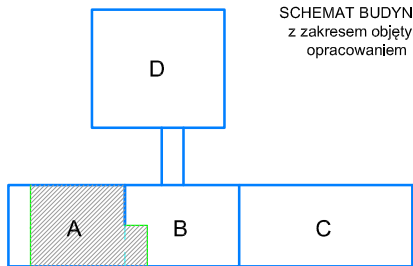 SCHEMAT BUDYN
z zakresem objęty
opracowaniem
D
A
B
C